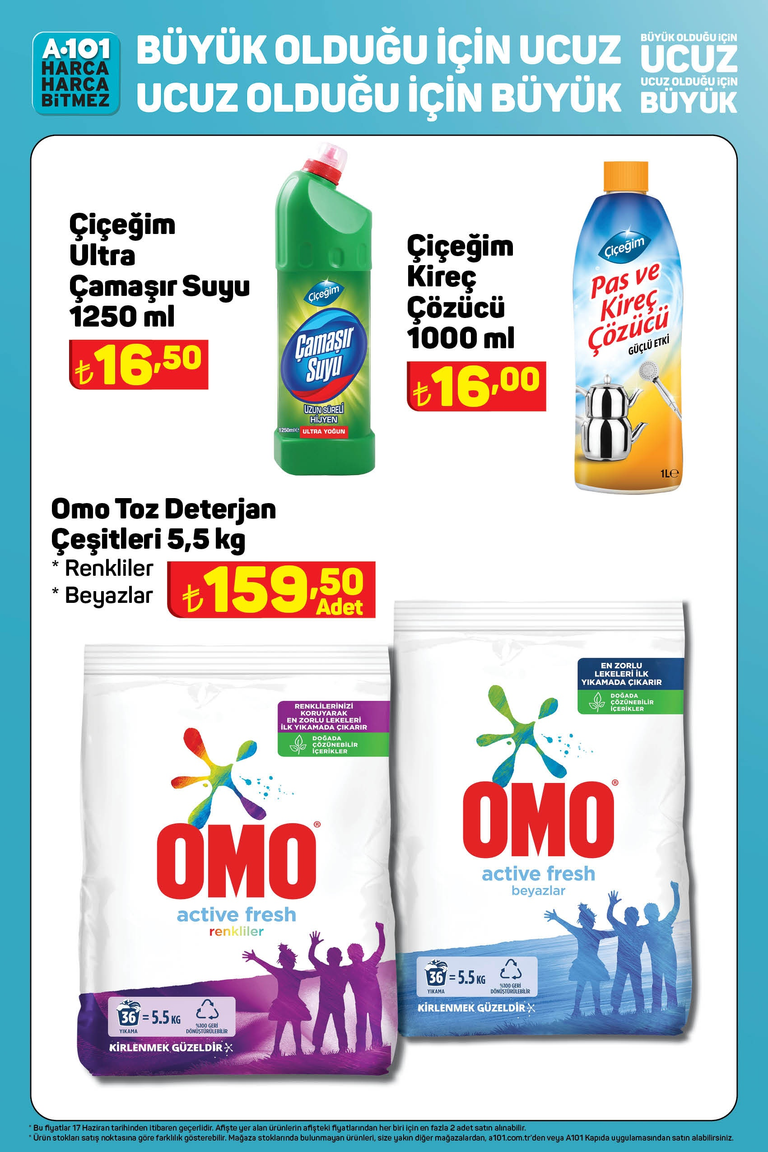 A101
HARCA
HARCA
BİTMEZ
BÜYÜK OLDUĞU İÇİN UCUZ
UCUZ OLDUĞU İÇİN BÜYÜK
BÜYÜK OLDUĞU İÇİN
UCUZ
UCUZ OLDUĞU İÇİN
BÜYÜK
Çiçeğim
Ultra
Çamaşır Suyu
1250 ml
₺16,50
Çiçeğim
Çamaşır
Suyu
UZUN SÜRELİ
HİJYEN
1250ml℮ ULTRA YOĞUN
Çiçeğim
Kireç
Çözücü
1000 ml
₺16,00
Çiçeğim
Pas ve
Kireç
Çözücü
GÜÇLÜ ETKİ
1L℮
Omo Toz Deterjan
Çeşitleri 5,5 kg
* Renkliler
* Beyazlar
₺159,50
Adet
RENKLİLERİNİZİ
KORUYARAK
EN ZORLU LEKELERİ
İLK YIKAMADA ÇIKARIR
DOĞADA
ÇÖZÜNEBİLİR
İÇERİKLER
OMO®
active fresh
renkliler
36 = 5.5 KG
YIKAMA
%100 GERİ
DÖNÜŞTÜRÜLEBİLİR
KİRLENMEK GÜZELDİR
EN ZORLU
LEKELERİ İLK
YIKAMADA ÇIKARIR
DOĞADA
ÇÖZÜNEBİLİR
İÇERİKLER
OMO®
active fresh
beyazlar
36 = 5.5 KG
YIKAMA
%100 GERİ
DÖNÜŞTÜRÜLEBİLİR
KİRLENMEK GÜZELDİR
* Bu fiyatlar 17 Haziran tarihinden itibaren geçerlidir. Afişte yer alan ürünlerin afişteki fiyatlarından her biri için en fazla 2 adet satın alınabilir.
* Ürün stokları satış noktasına göre farklılık gösterebilir. Mağaza stoklarında bulunmayan ürünleri, size yakın diğer mağazalardan, a101.com.tr'den veya A101 Kapıda uygulamasından satın alabilirsiniz.